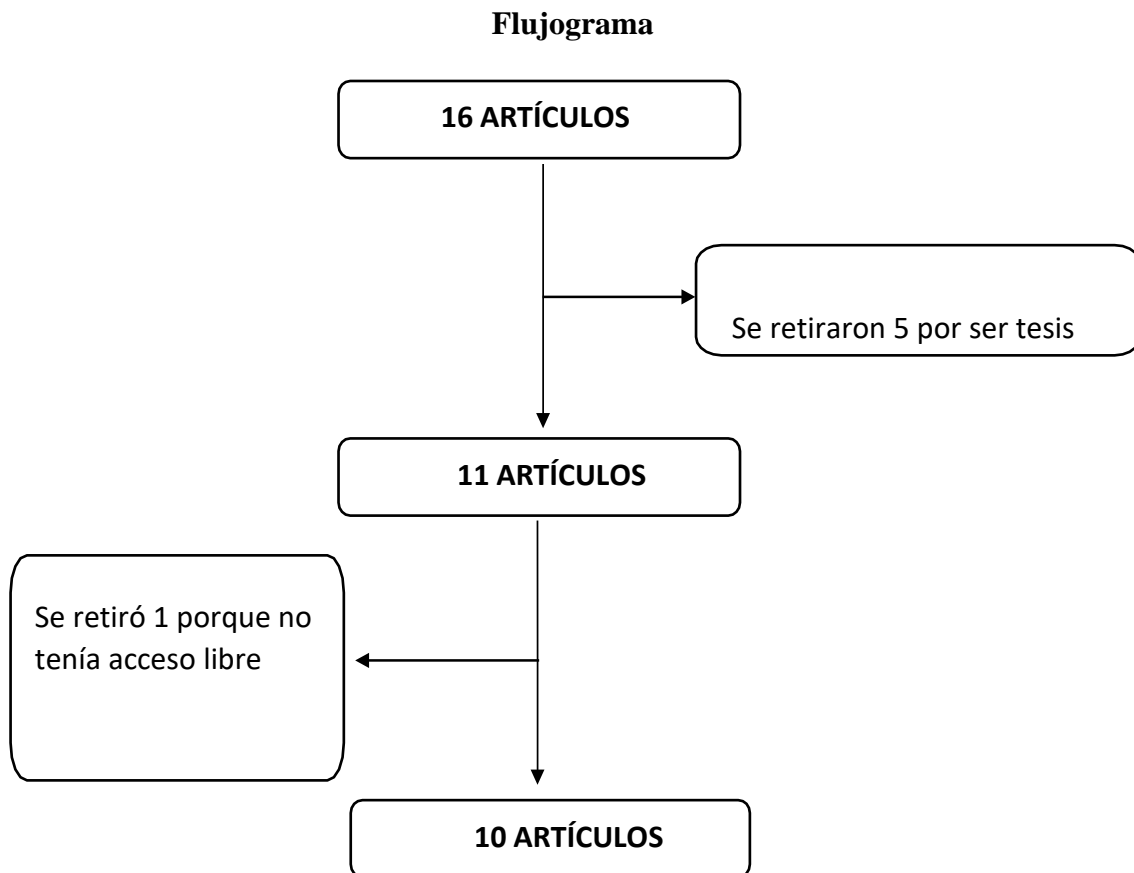 Flujograma
16 ARTÍCULOS
Se retiraron 5 por ser tesis
11 ARTÍCULOS
Se retiró 1 porque no
tenía acceso libre
10 ARTÍCULOS